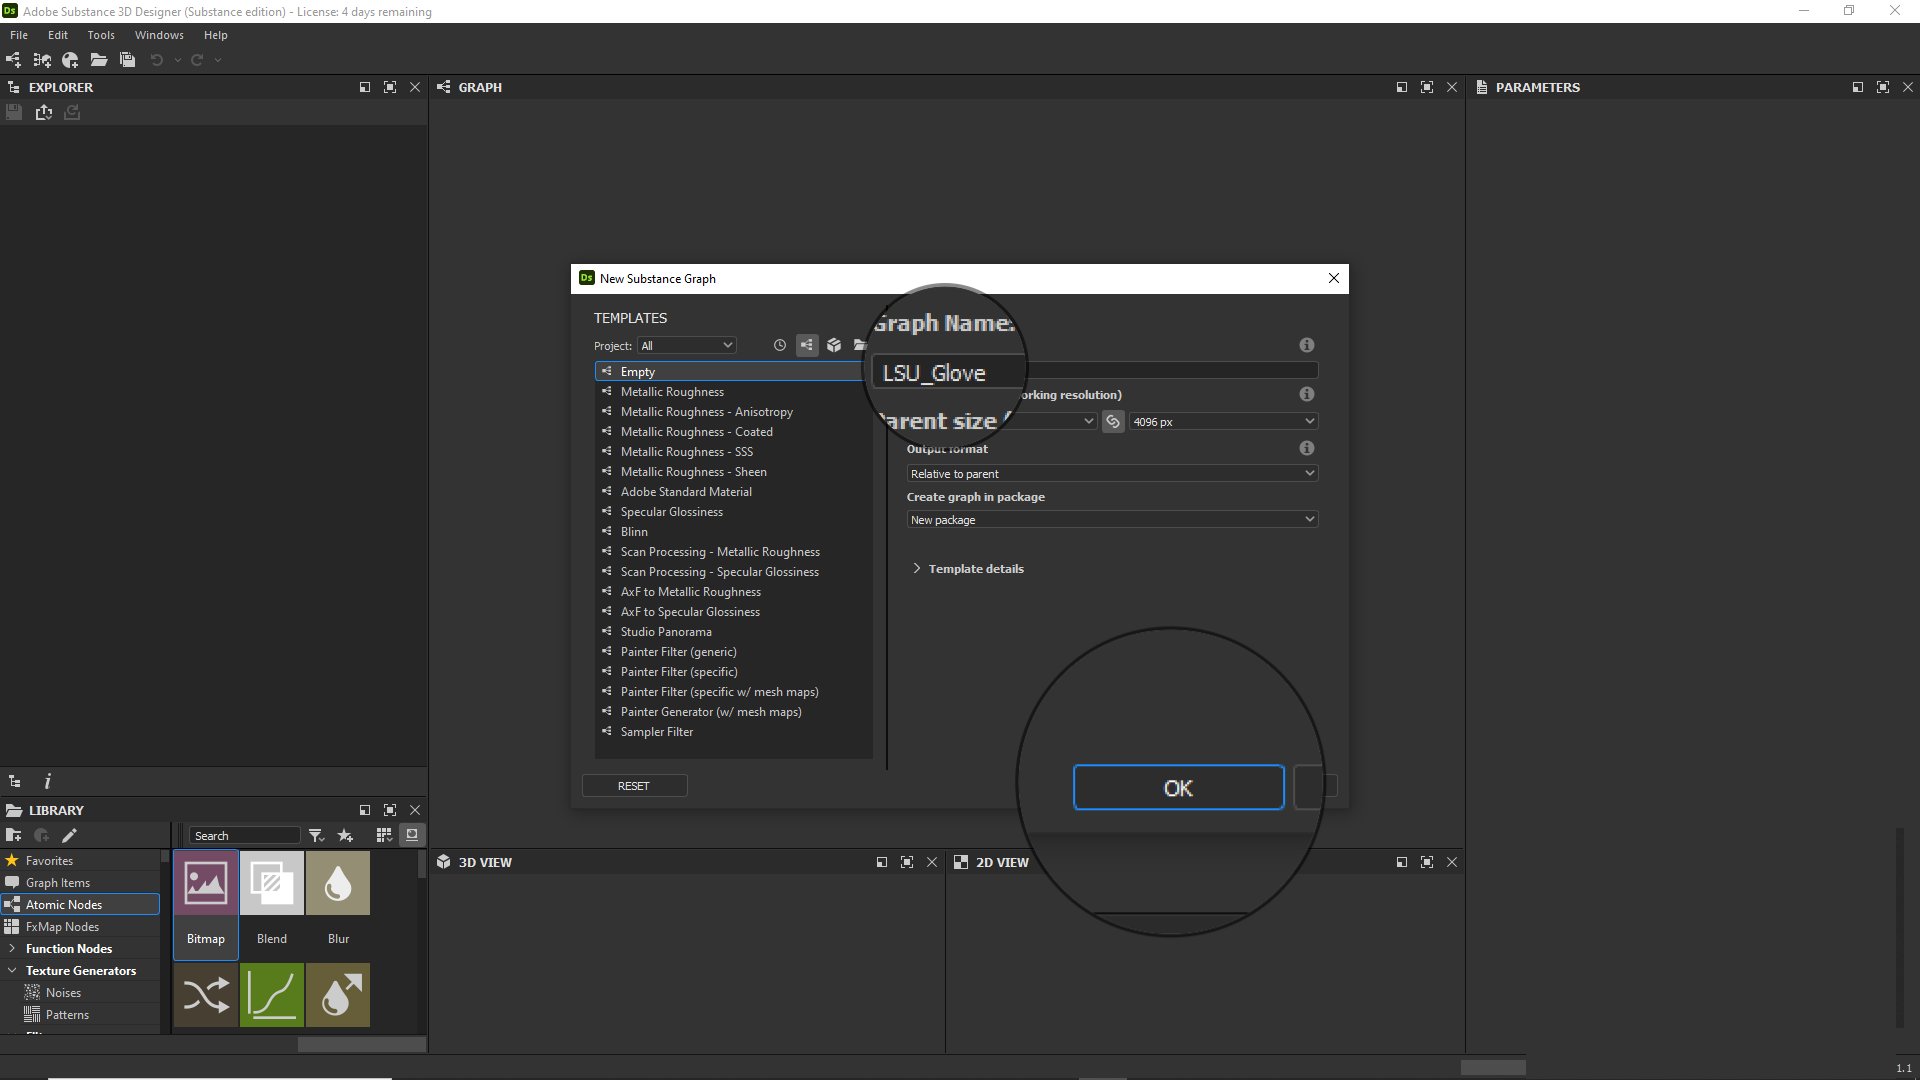 Ds Adobe Substance 3D Designer (Substance edition) - License: 4 days remaining
File Edit Tools Windows Help
EXPLORER
GRAPH
PARAMETERS
Ds New Substance Graph
TEMPLATES
Project: All
Empty
Metallic Roughness
Metallic Roughness - Anisotropy
Metallic Roughness - Coated
Metallic Roughness - SSS
Metallic Roughness - Sheen
Adobe Standard Material
Specular Glossiness
Blinn
Scan Processing - Metallic Roughness
Scan Processing - Specular Glossiness
AxF to Metallic Roughness
AxF to Specular Glossiness
Studio Panorama
Painter Filter (generic)
Painter Filter (specific)
Painter Filter (specific w/ mesh maps)
Painter Generator (w/ mesh maps)
Sampler Filter
RESET
Graph Name:
LSU_Glove
Parent size (
orking resolution)
4096 px
Output format
Relative to parent
Create graph in package
New package
Template details
OK
LIBRARY
Search
Favorites
Graph Items
Atomic Nodes
FxMap Nodes
Function Nodes
Texture Generators
Noises
Patterns
Bitmap
Blend
Blur
3D VIEW
2D VIEW
1.1